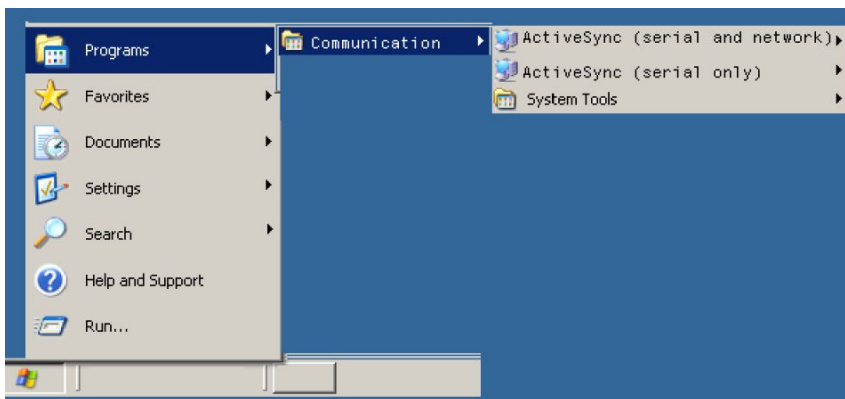 Programs
Favorites
Documents
Settings
Search
Help and Support
Run...
Communication
ActiveSync (serial and network)
ActiveSync (serial only)
System Tools